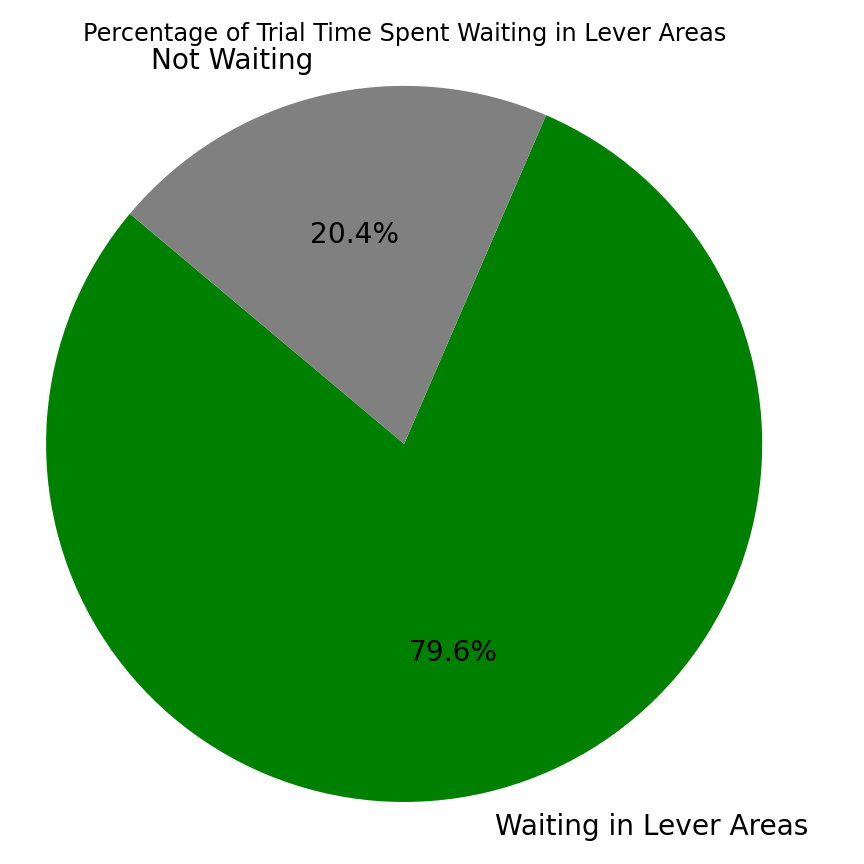 Percentage of Trial Time Spent Waiting in Lever Areas
Not Waiting
20.4%
79.6%
Waiting in Lever Areas